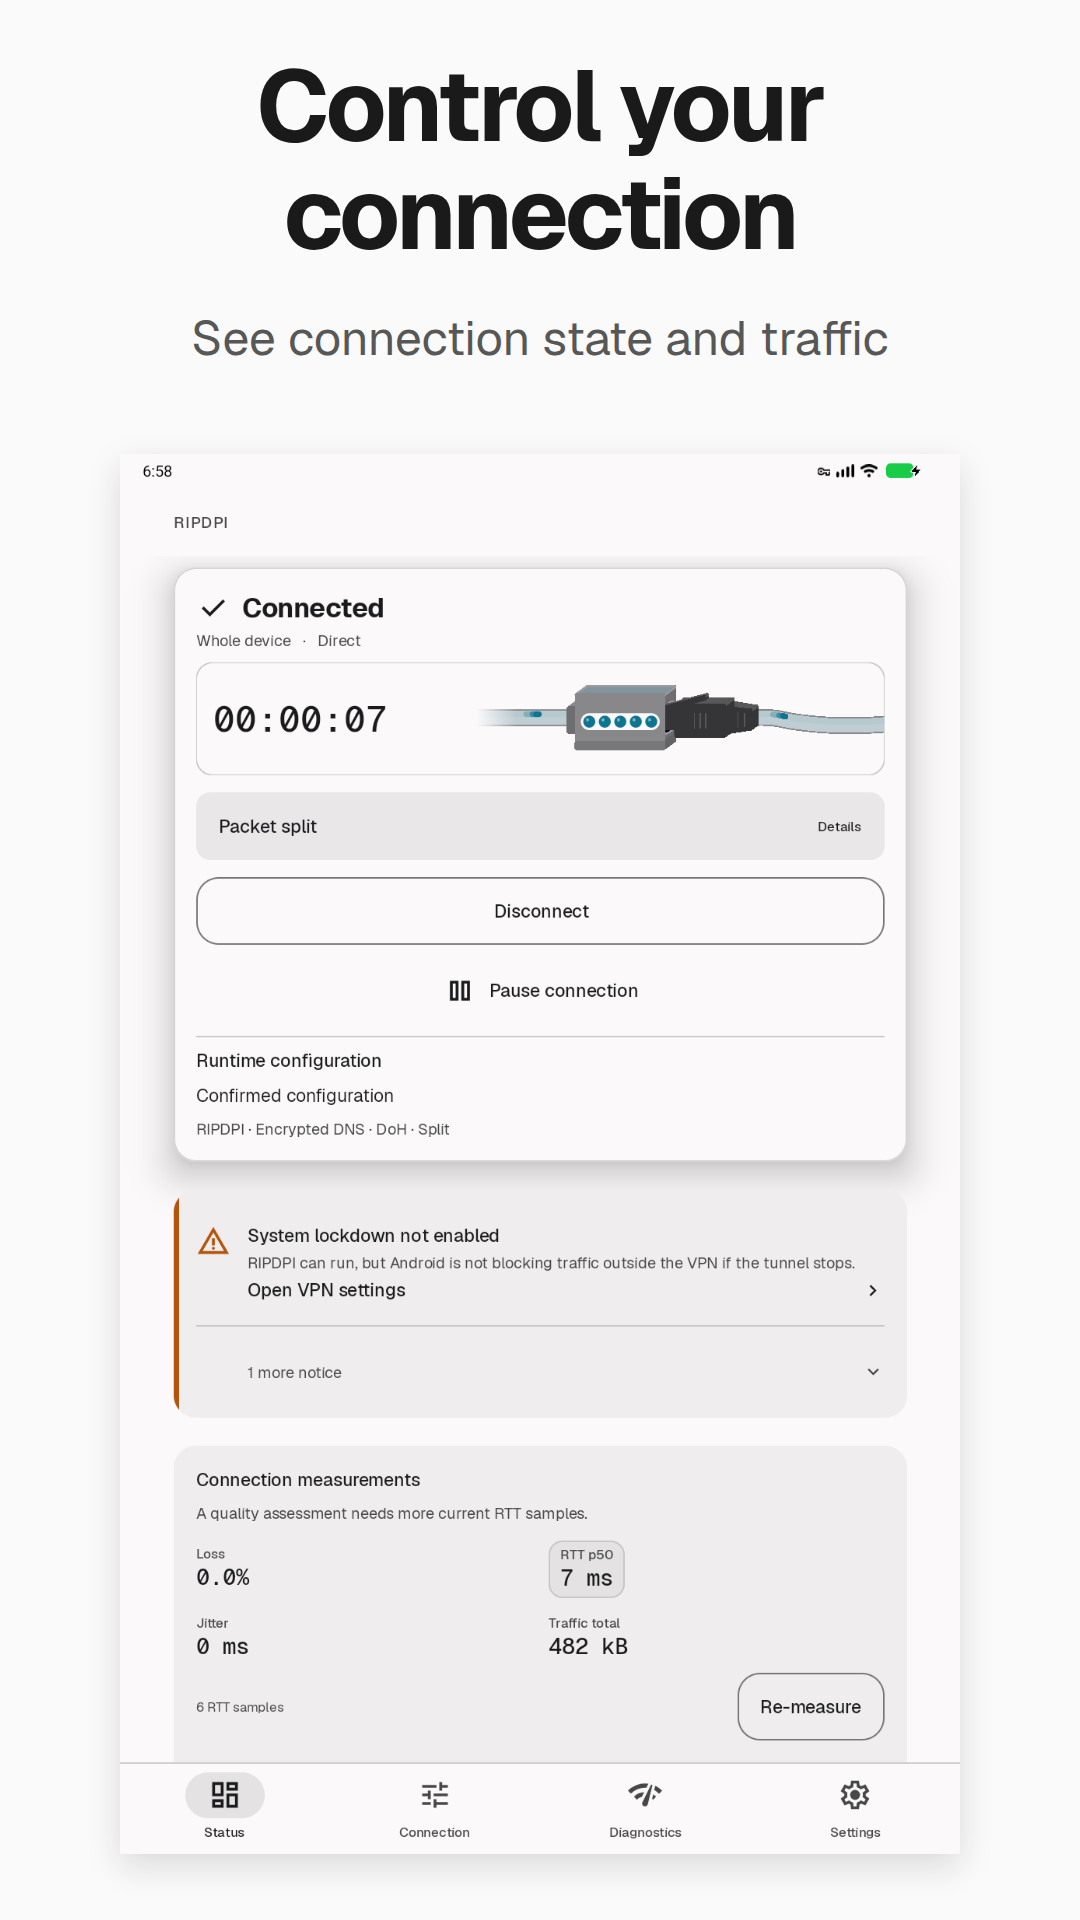 Control your
connection
See connection state and traffic
6:58
RIPDPI
Connected
Whole device · Direct
00:00:07
Packet split
Details
Disconnect
Pause connection
Runtime configuration
Confirmed configuration
RIPDPI · Encrypted DNS · DoH · Split
System lockdown not enabled
RIPDPI can run, but Android is not blocking traffic outside the VPN if the tunnel stops.
Open VPN settings
1 more notice
Connection measurements
A quality assessment needs more current RTT samples.
Loss
0.0%
RTT p50
7 ms
Jitter
0 ms
Traffic total
482 kB
6 RTT samples
Re-measure
Status
Connection
Diagnostics
Settings